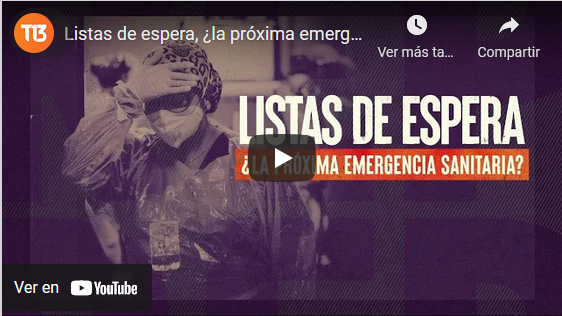 T13
Listas de espera, ¿la próxima emerg...
Ver más ta...
Compartir
LISTAS DE ESPERA
¿LA PRÓXIMA EMERGENCIA SANITARIA?
Ver en YouTube